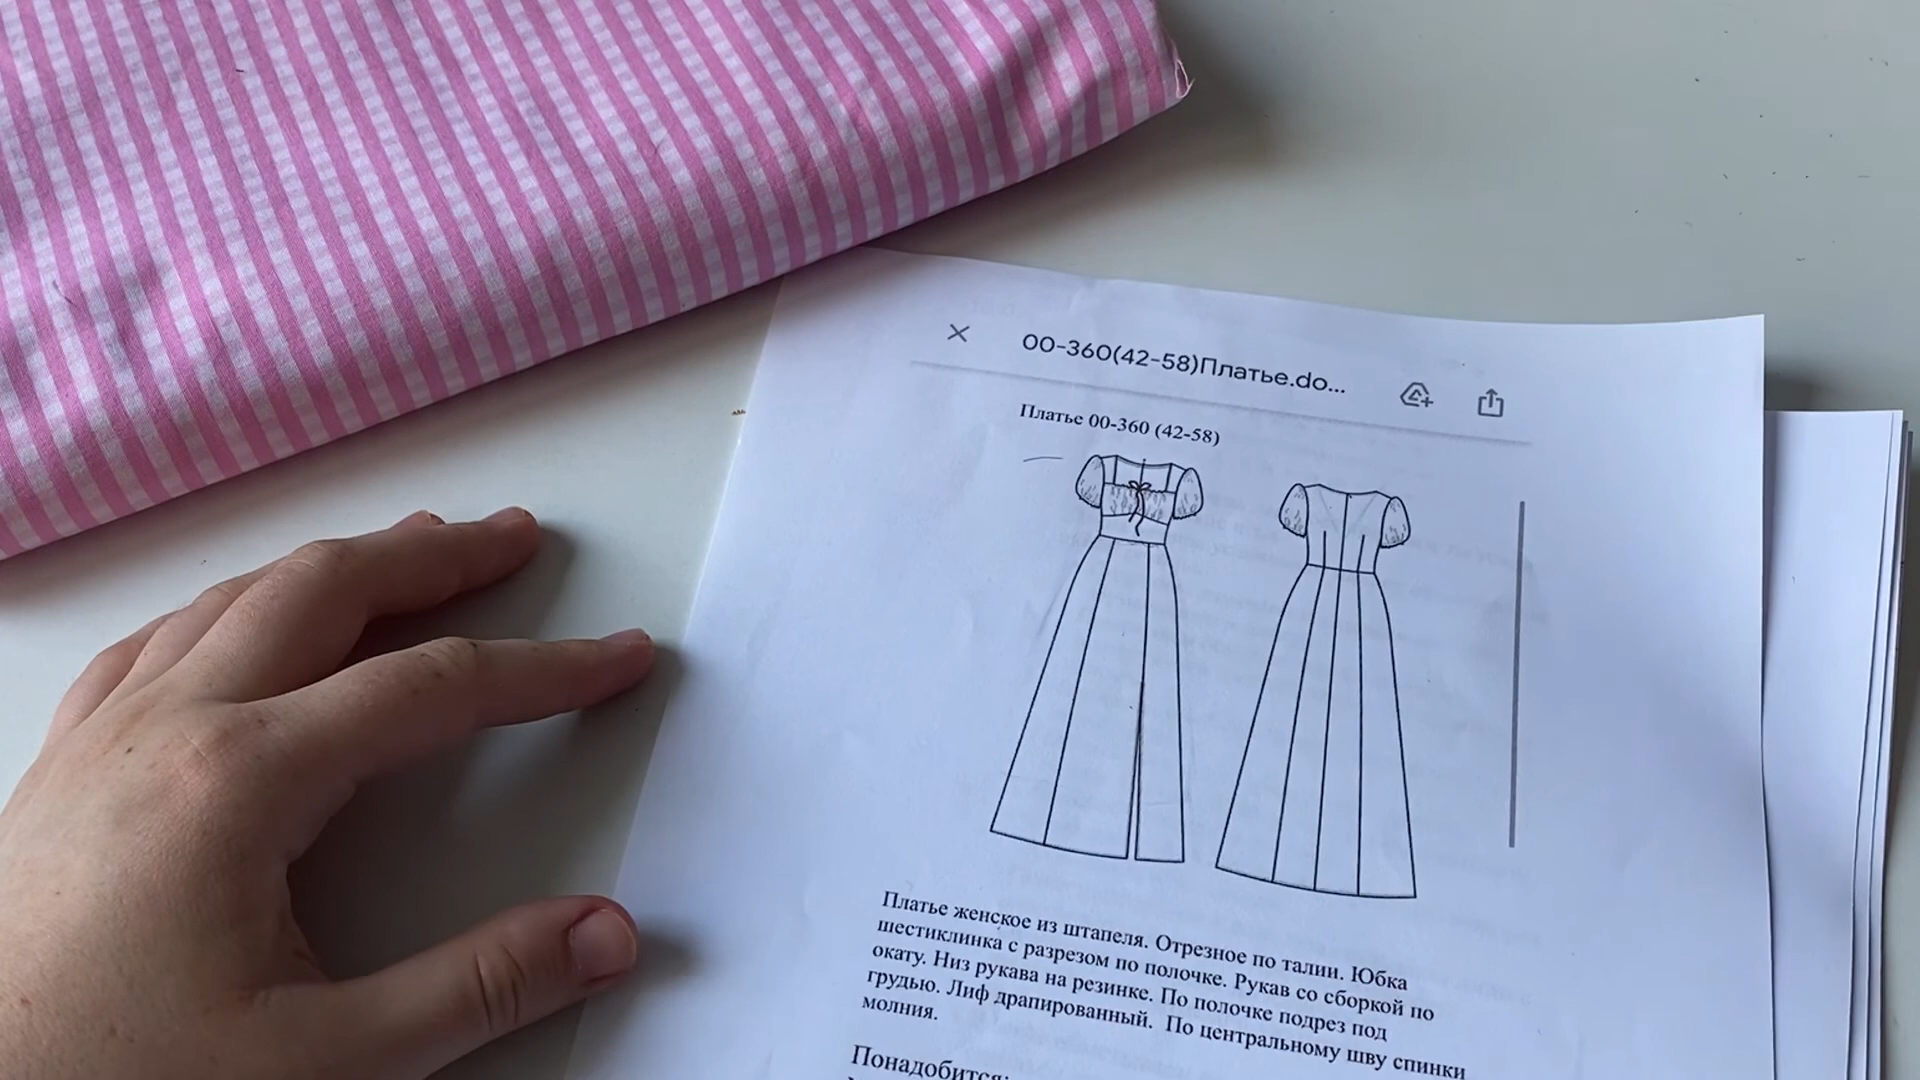 00-360(42-58)Платье.do...
Платье 00-360 (42-58)
Платье женское из штапеля. Отрезное по талии. Юбка
шестиклинка с разрезом по полочке. Рукав со сборкой по
окату. Низ рукава на резинке. По полочке подрез под
грудью. Лиф драпированный. По центральному шву спинки
молния.
Понадобится: